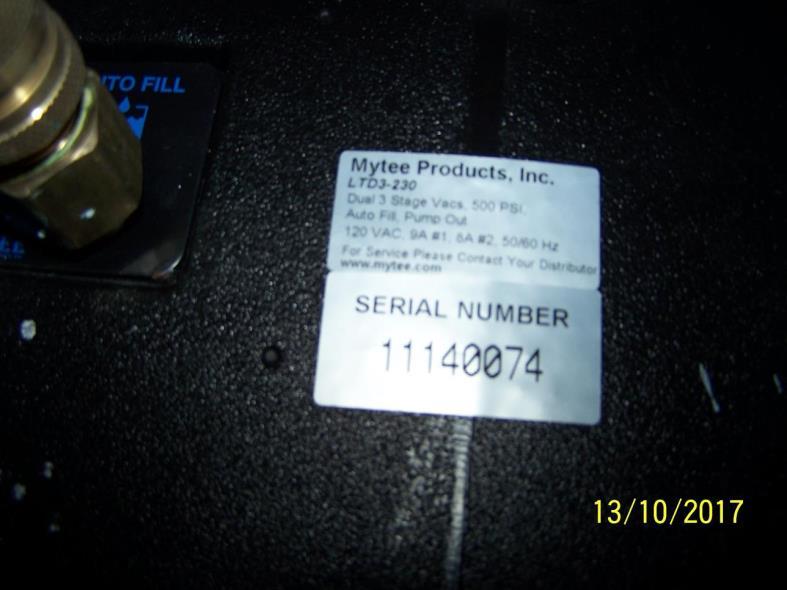 UTO FILL
Mytee Products, Inc.
LTD3-230
Dual 3 Stage Vacs, 500 PSI,
Auto Fill, Pump Out
120 VAC, 9A #1, 8A #2, 50/60 Hz
For Service Please Contact Your Distributor
www.mytee.com
SERIAL NUMBER
11140074
13/10/2017